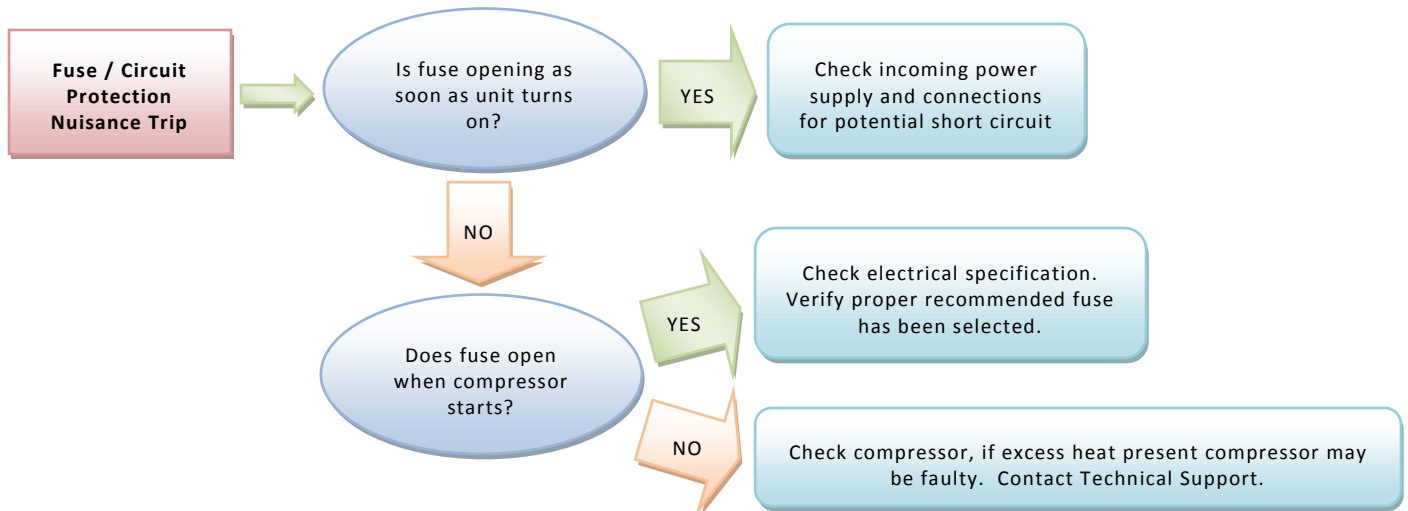 Fuse / Circuit
Protection
Nuisance Trip
Is fuse opening as
soon as unit turns
on?
YES
Check incoming power
supply and connections
for potential short circuit
NO
Does fuse open
when compressor
starts?
YES
Check electrical specification.
Verify proper recommended fuse
has been selected.
NO
Check compressor, if excess heat present compressor may
be faulty.  Contact Technical Support.